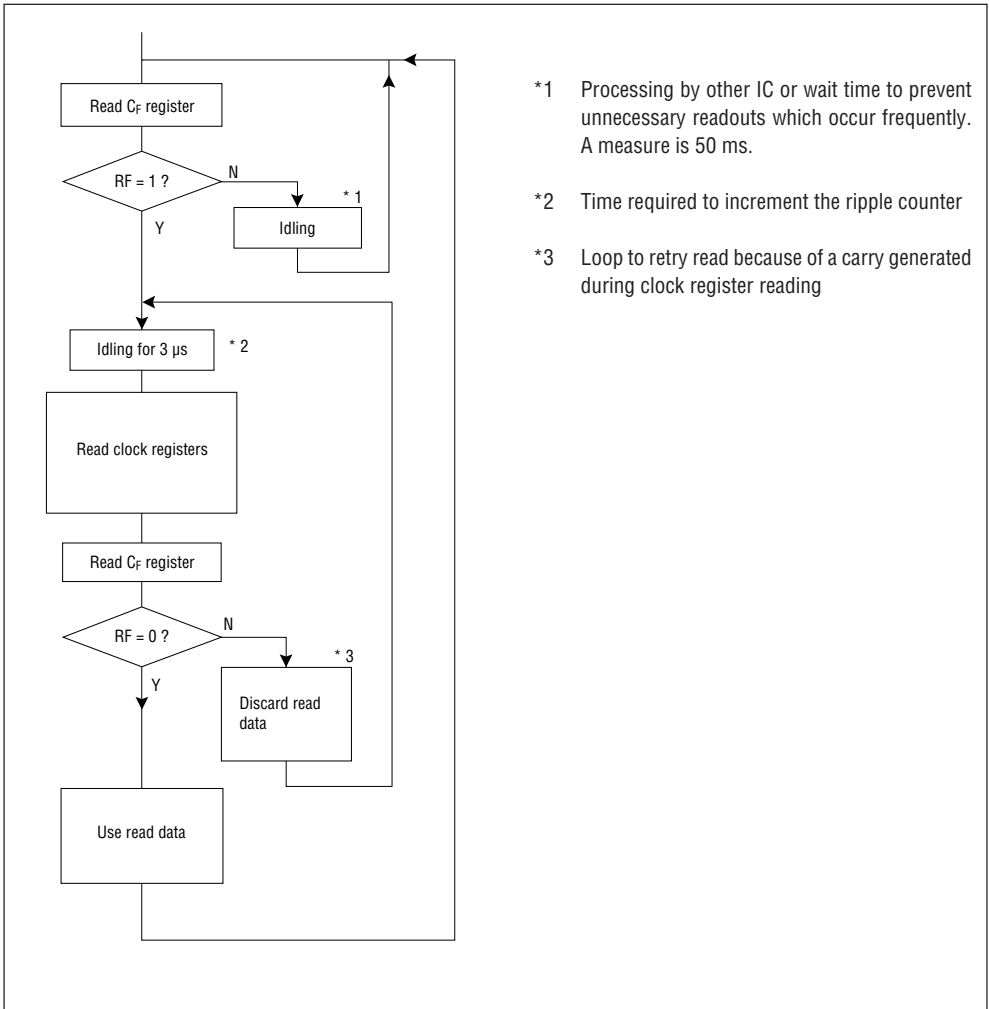 Read CF register
RF = 1 ?
N
Y
* 1
Idling
Idling for 3 µs
* 2
Read clock registers
Read CF register
RF = 0 ?
N
Y
* 3
Discard read
data
Use read data
*1 Processing by other IC or wait time to prevent
unnecessary readouts which occur frequently.
A measure is 50 ms.
*2 Time required to increment the ripple counter
*3 Loop to retry read because of a carry generated
during clock register reading